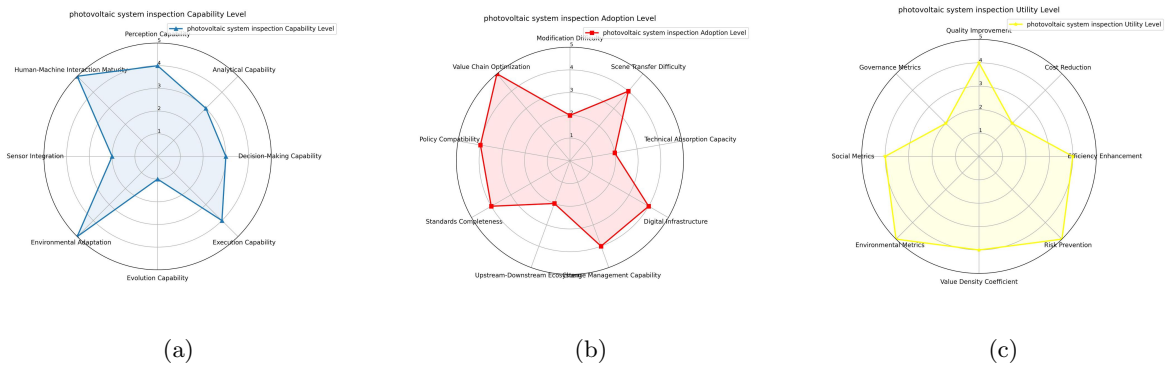 photovoltaic system inspection Capability Level
photovoltaic system inspection Capability Level
Perception Capability
5
Human-Machine Interaction Maturity
Analytical Capability
4
3
2
1
Sensor Integration
Decision-Making Capability
Environmental Adaptation
Execution Capability
Evolution Capability
(a)
photovoltaic system inspection Adoption Level
photovoltaic system inspection Adoption Level
Modification Difficulty
5
Value Chain Optimization
Scene Transfer Difficulty
4
3
2
1
Policy Compatibility
Technical Absorption Capacity
Standards Completeness
Digital Infrastructure
Upstream-Downstream Ecosystem
Change Management Capability
(b)
photovoltaic system inspection Utility Level
photovoltaic system inspection Utility Level
Quality Improvement
5
Governance Metrics
Cost Reduction
4
3
2
1
Social Metrics
Efficiency Enhancement
Environmental Metrics
Risk Prevention
Value Density Coefficient
(c)